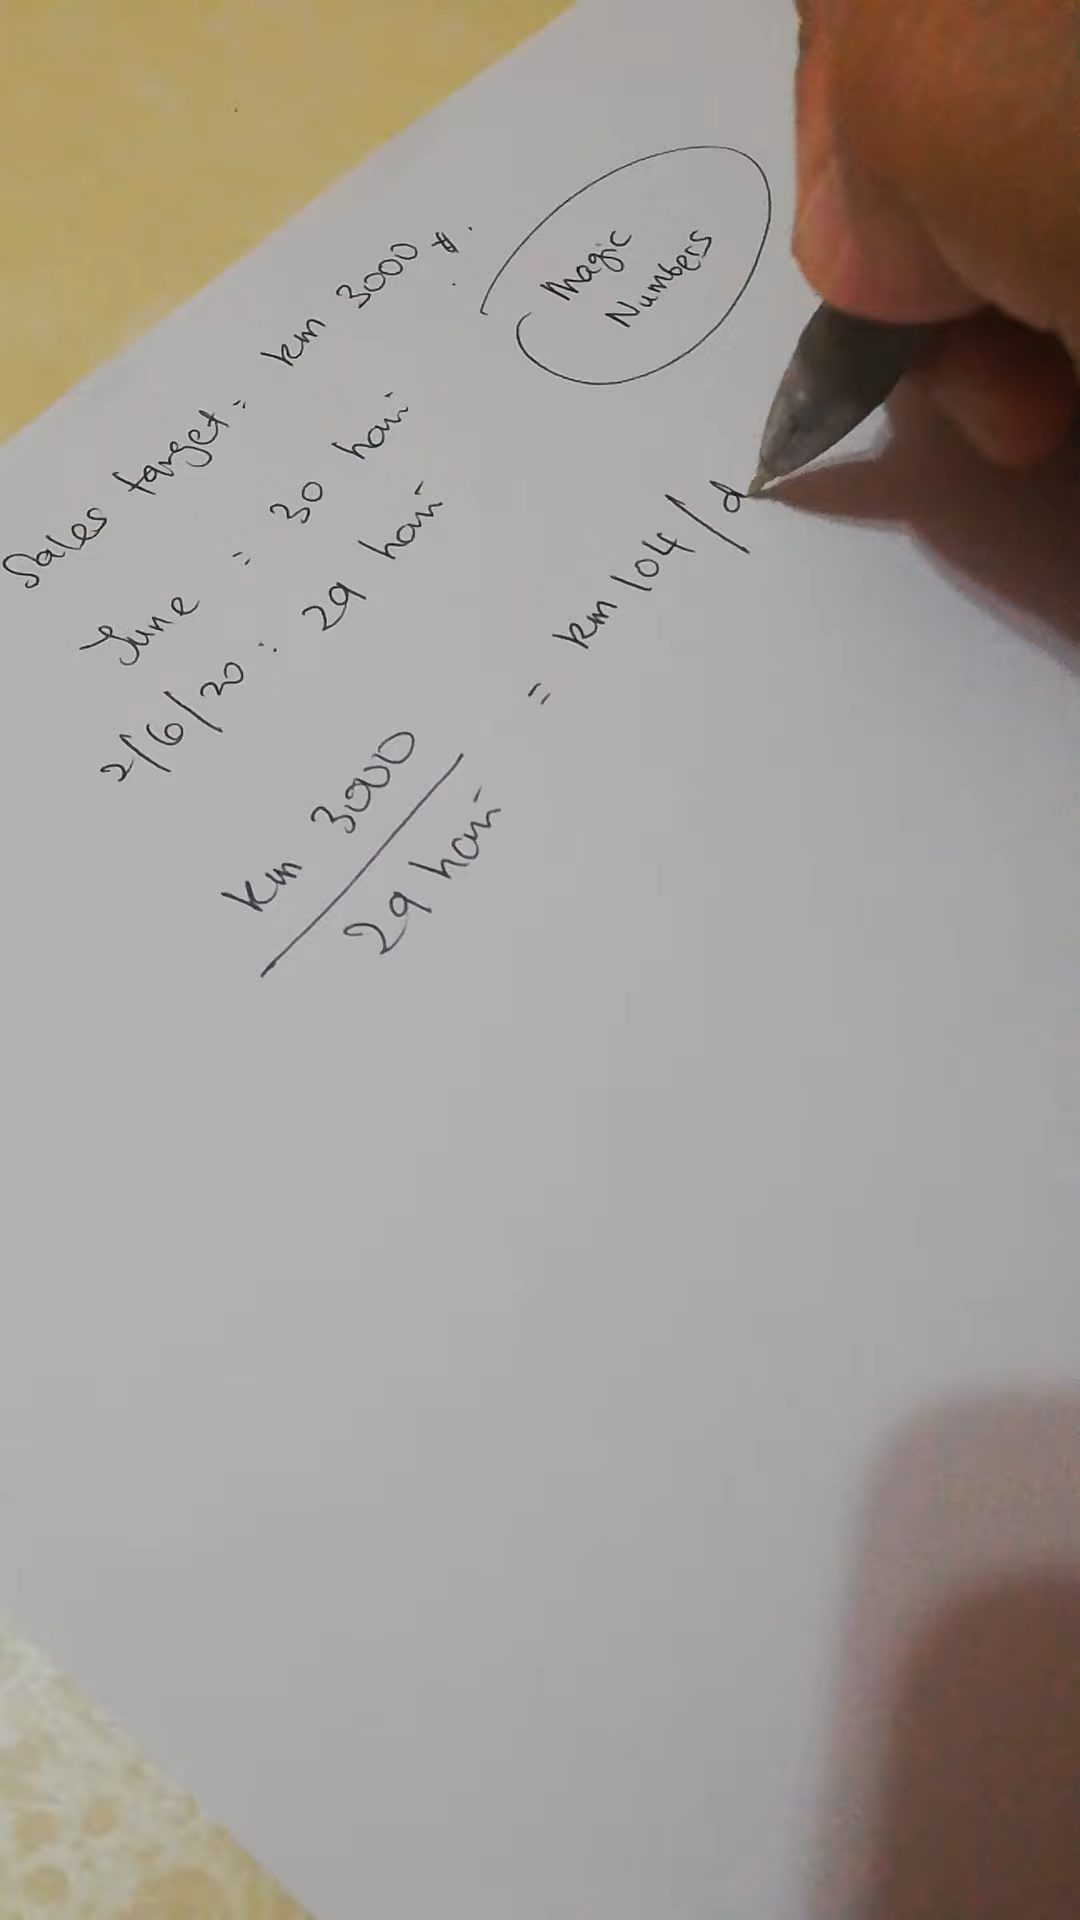 Magic
Numbers
Sales target = RM 3000
June = 30 hari
2/6/20 : 29 hari
RM 3000
29 hari
= RM 104/d